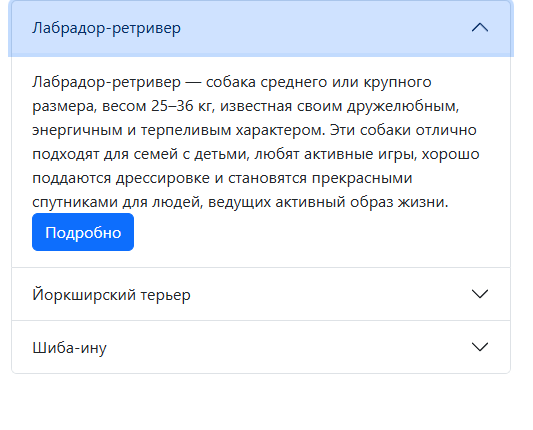 Лабрадор-ретривер
Лабрадор-ретривер — собака среднего или крупного
размера, весом 25–36 кг, известная своим дружелюбным,
энергичным и терпеливым характером. Эти собаки отлично
подходят для семей с детьми, любят активные игры, хорошо
поддаются дрессировке и становятся прекрасными
спутниками для людей, ведущих активный образ жизни.
Подробно
Йоркширский терьер
Шиба-ину